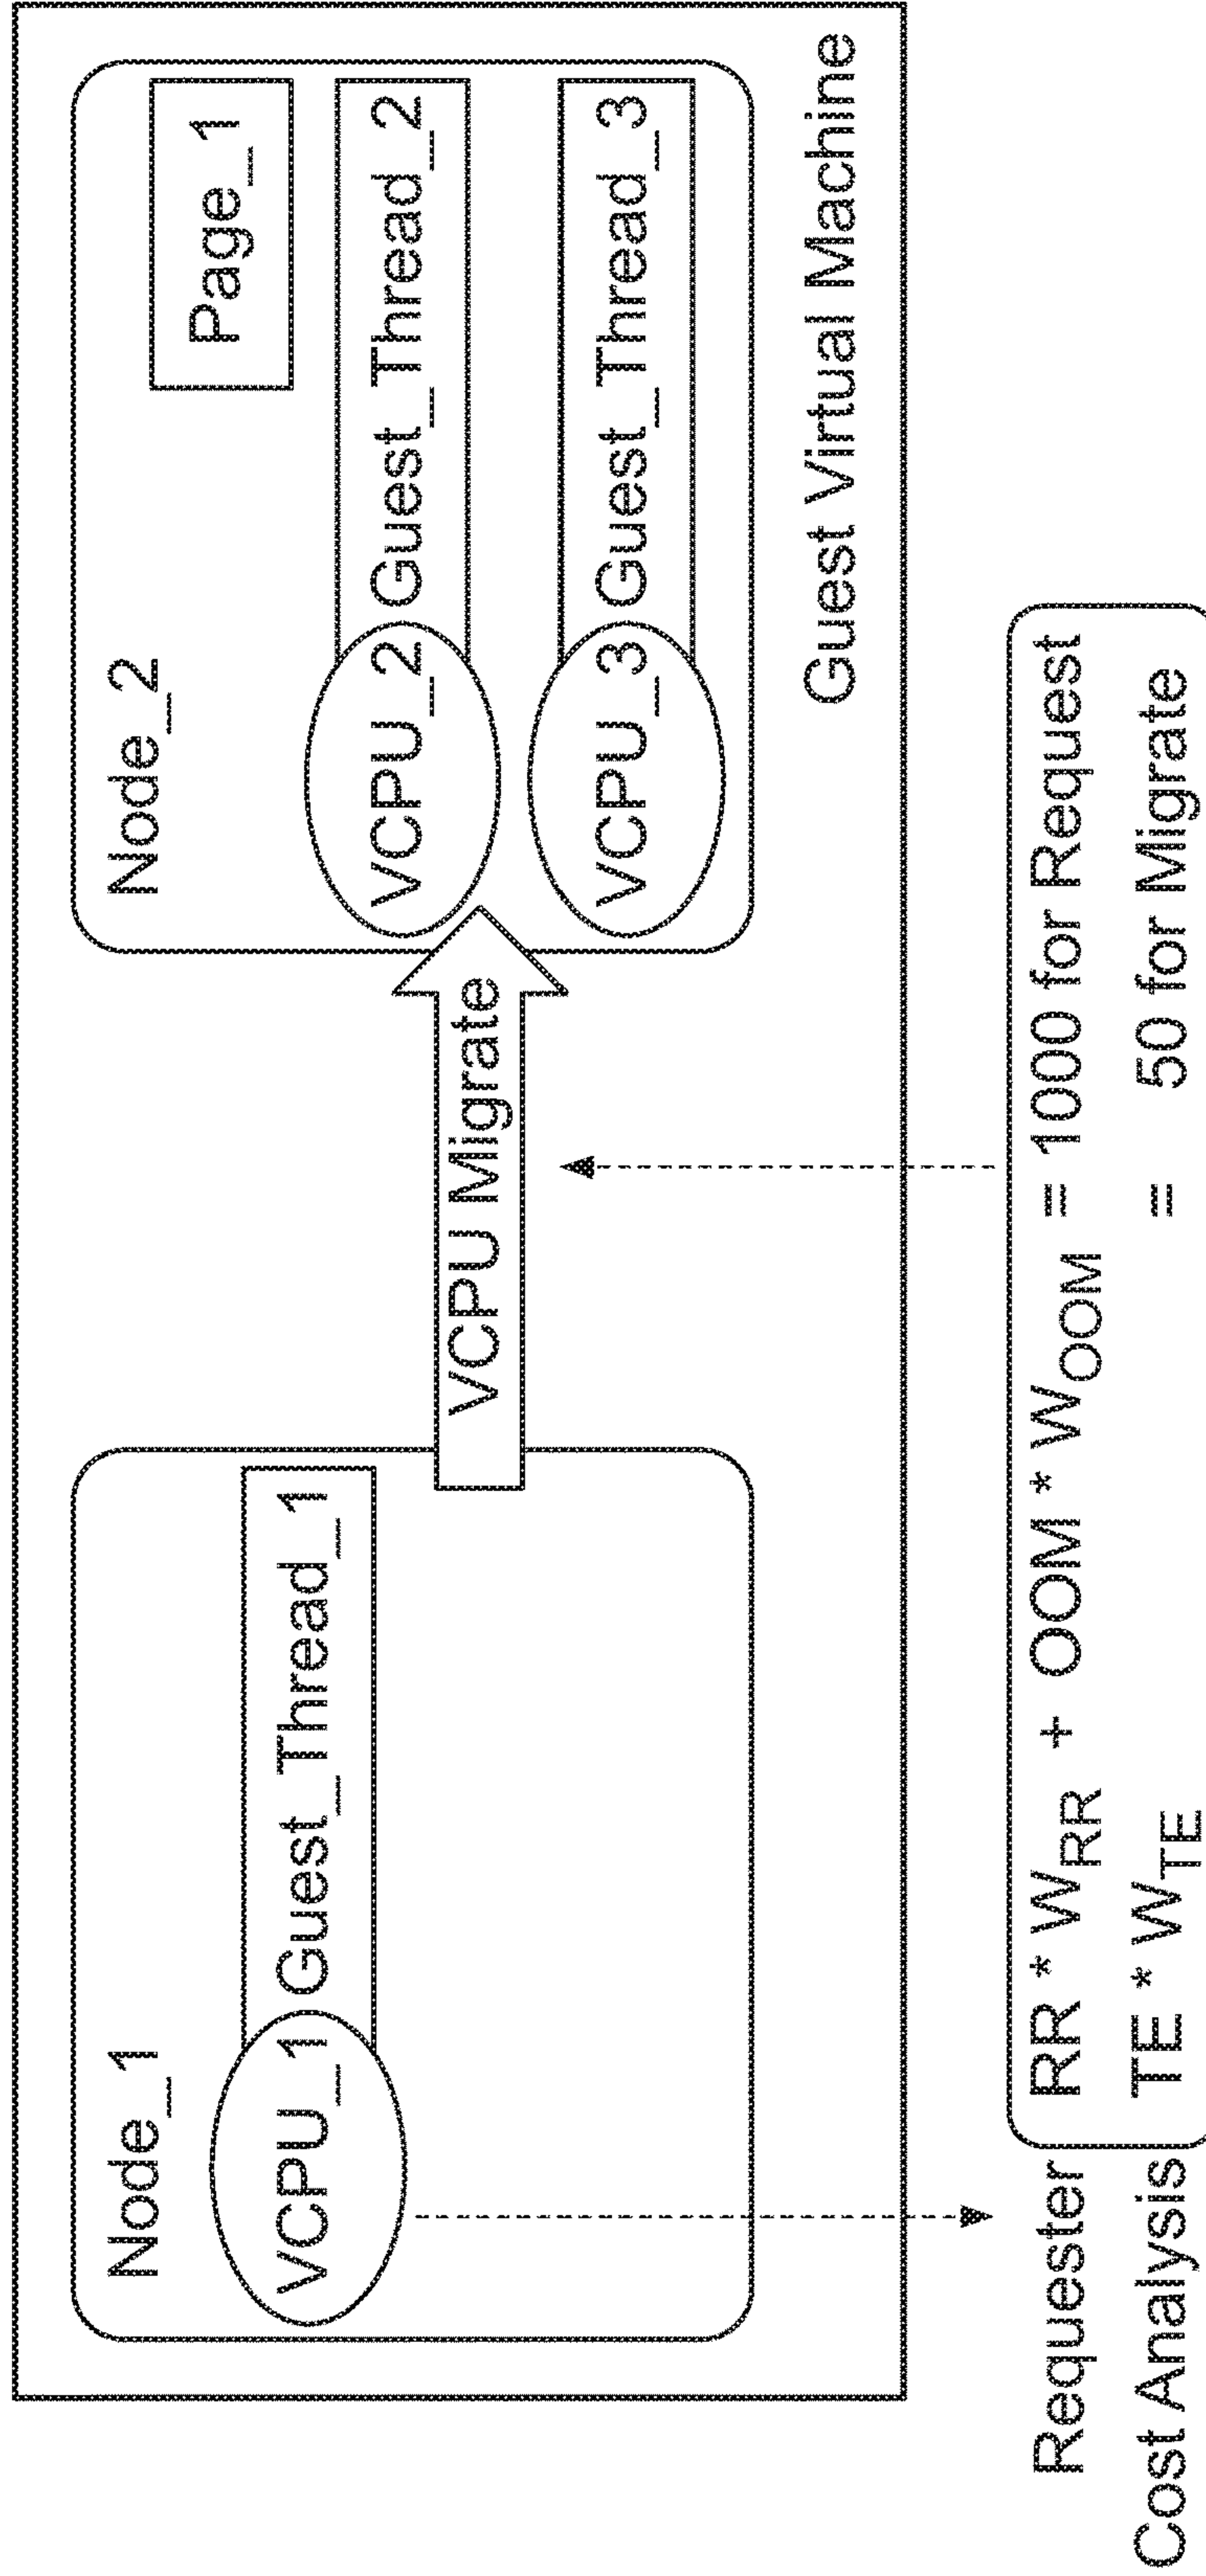 Node_1
VCPU_1 Guest_Thread_1
VCPU Migrate
Node_2
Page_1
VCPU_2 Guest_Thread_2
VCPU_3 Guest_Thread_3
Guest Virtual Machine
Requester RR * W_RR + OOM * W_OOM = 1000 for Request
Cost Analysis TE * W_TE = 50 for Migrate